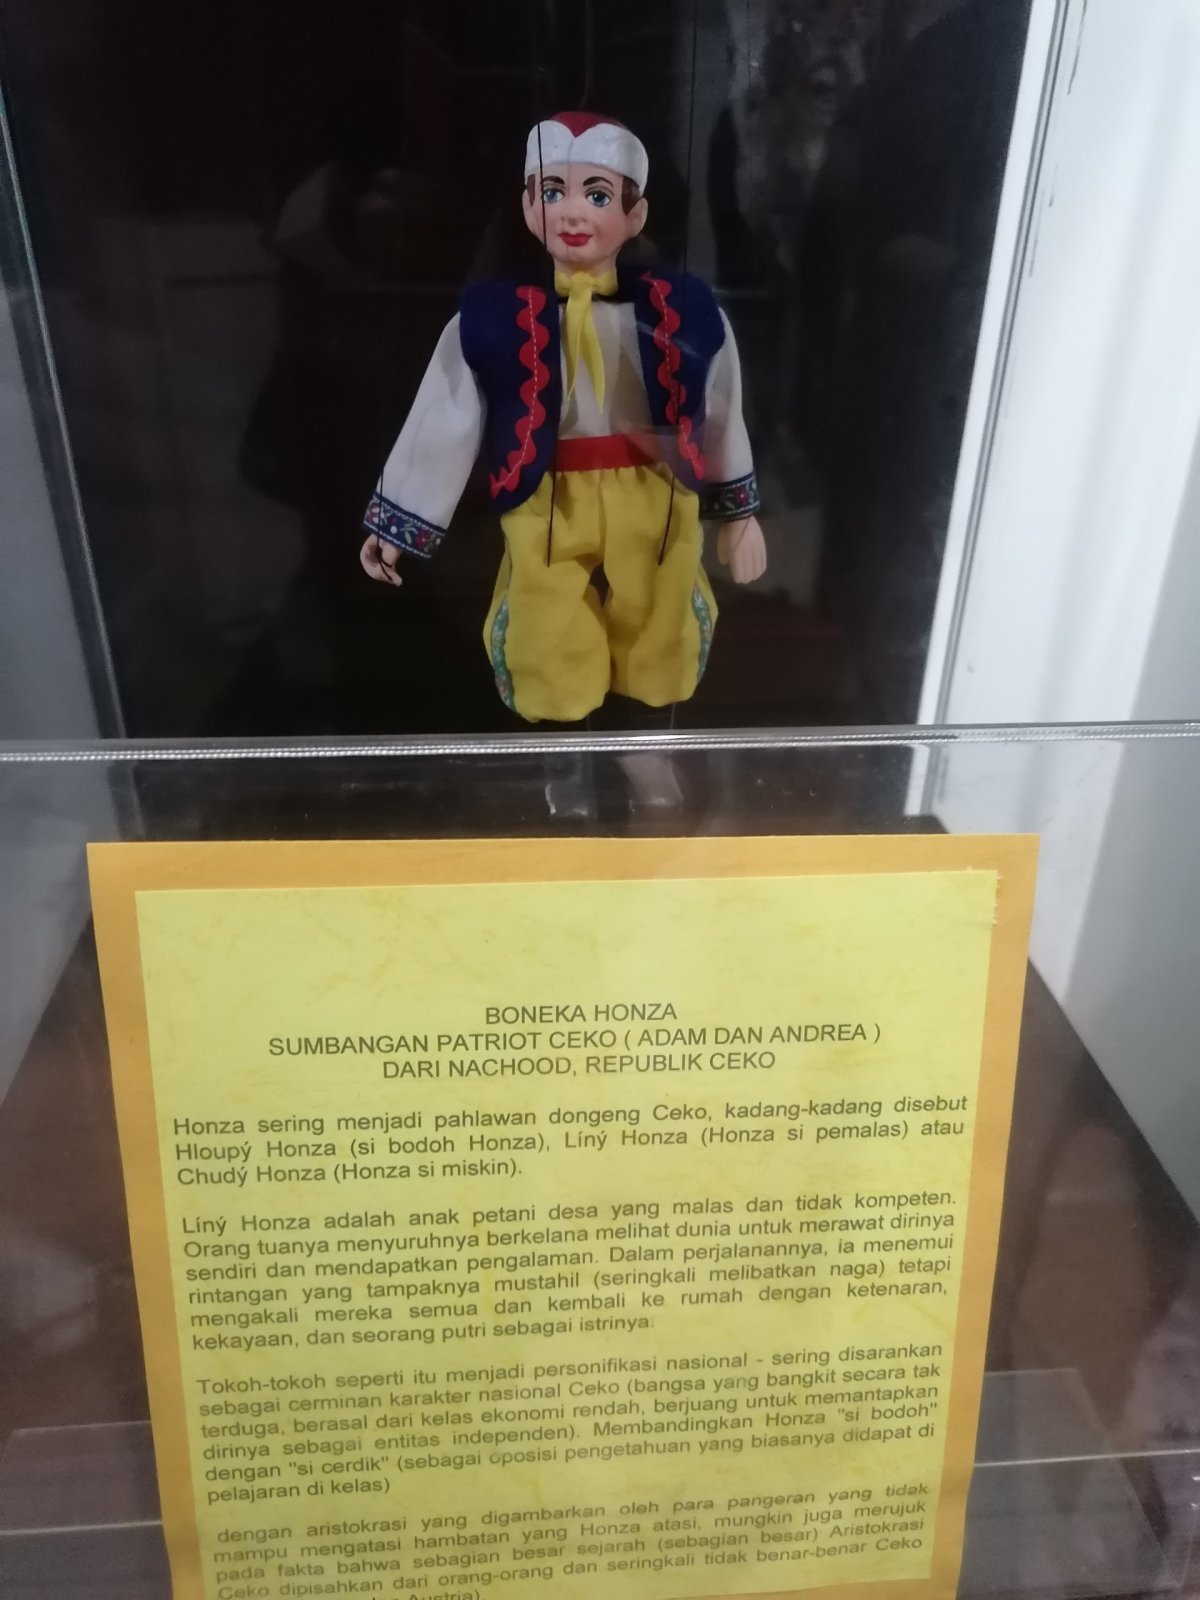 BONEKA HONZA
SUMBANGAN PATRIOT CEKO ( ADAM DAN ANDREA )
DARI NACHOOD, REPUBLIK CEKO
Honza sering menjadi pahlawan dongeng Ceko, kadang-kadang disebut
Hloupý Honza (si bodoh Honza), Líný Honza (Honza si pemalas) atau
Chudý Honza (Honza si miskin).
Líný Honza adalah anak petani desa yang malas dan tidak kompeten.
Orang tuanya menyuruhnya berkelana melihat dunia untuk merawat dirinya
sendiri dan mendapatkan pengalaman. Dalam perjalanannya, ia menemui
rintangan yang tampaknya mustahil (seringkali melibatkan naga) tetapi
mengakali mereka semua dan kembali ke rumah dengan ketenaran,
kekayaan, dan seorang putri sebagai istrinya.
Tokoh-tokoh seperti itu menjadi personifikasi nasional - sering disarankan
sebagai cerminan karakter nasional Ceko (bangsa yang bangkit secara tak
terduga, berasal dari kelas ekonomi rendah, berjuang untuk memantapkan
dirinya sebagai entitas independen). Membandingkan Honza "si bodoh"
dengan "si cerdik" (sebagai oposisi pengetahuan yang biasanya didapat di
pelajaran di kelas)
dengan aristokrasi yang digambarkan oleh para pangeran yang tidak
mampu mengatasi hambatan yang Honza atasi, mungkin juga merujuk
pada fakta bahwa sebagian besar sejarah (sebagian besar) Aristokrasi
Ceko dipisahkan dari orang-orang dan seringkali tidak benar-benar Ceko
Austria).